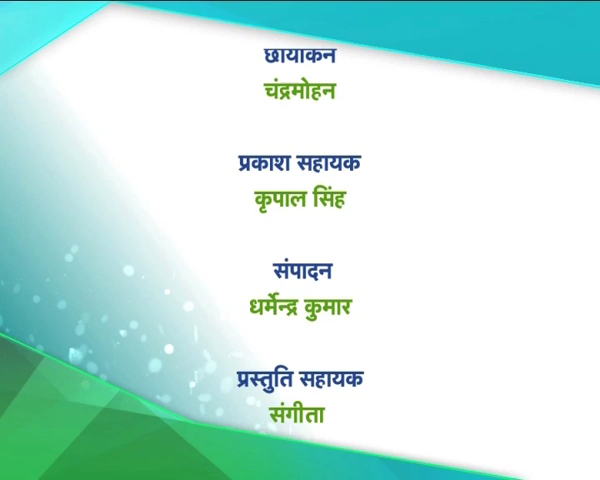 छायाकन
चंद्रमोहन
प्रकाश सहायक
कृपाल सिंह
संपादन
धर्मेन्द्र कुमार
प्रस्तुति सहायक
संगीता